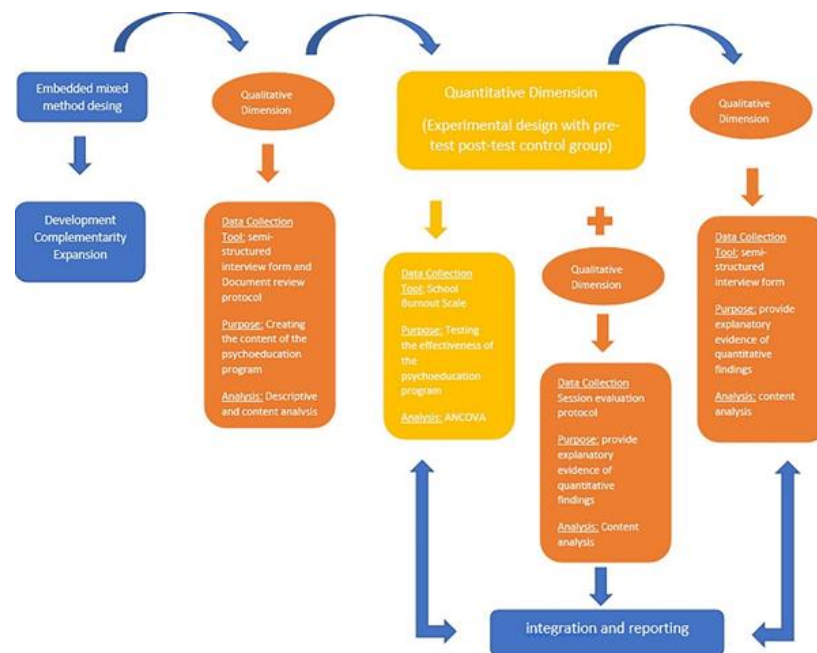 Embedded mixed
method desing
Development
Complementarity
Expansion
Qualitative
Dimension
Data Collection
Tool: semi-
structured
interview form and
Document review
protocol
Purpose: Creating
the content of the
psychoeducation
program
Analysis: Descriptive
and content analysis
Quantitative Dimension
(Experimental design with pre-
test post-test control group)
Data Collection
Tool: School
Burnout Scale
Purpose: Testing
the effectiveness of
the
psychoeducation
program
Analysis: ANCOVA
Qualitative
Dimension
Data Collection
Session evaluation
protocol
Purpose: provide
explanatory
evidence of
quantitative
findings
Analysis: Content
analysis
Qualitative
Dimension
Data Collection
Tool: semi-
structured
interview form
Purpose: provide
explanatory
evidence of
quantitative
findings
Analysis: content
analysis
integration and reporting